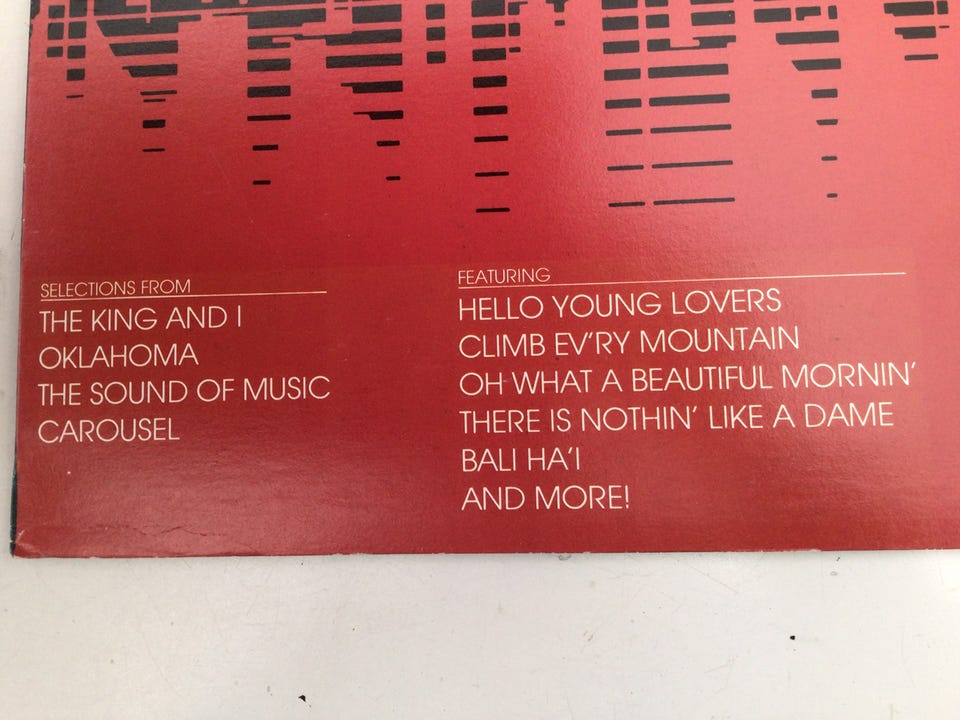 SELECTIONS FROM
THE KING AND I
OKLAHOMA
THE SOUND OF MUSIC
CAROUSEL
FEATURING
HELLO YOUNG LOVERS
CLIMB EV'RY MOUNTAIN
OH WHAT A BEAUTIFUL MORNIN'
THERE IS NOTHIN' LIKE A DAME
BALI HA'I
AND MORE!